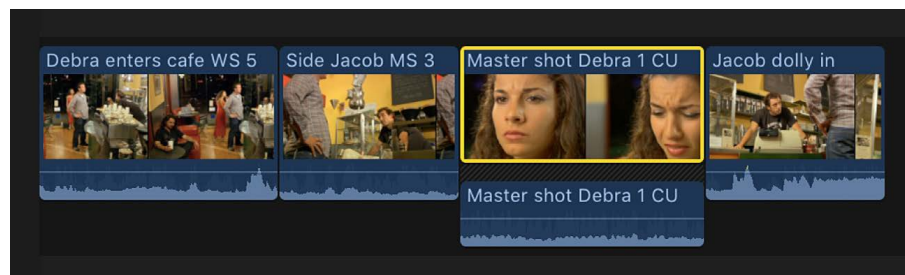 Debra enters cafe WS 5
Side Jacob MS 3
Master shot Debra 1 CU
Jacob dolly in
Master shot Debra 1 CU